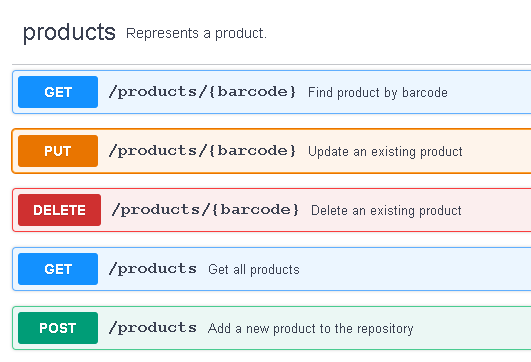 products Represents a product.
GET /products/{barcode} Find product by barcode
PUT /products/{barcode} Update an existing product
DELETE /products/{barcode} Delete an existing product
GET /products Get all products
POST /products Add a new product to the repository